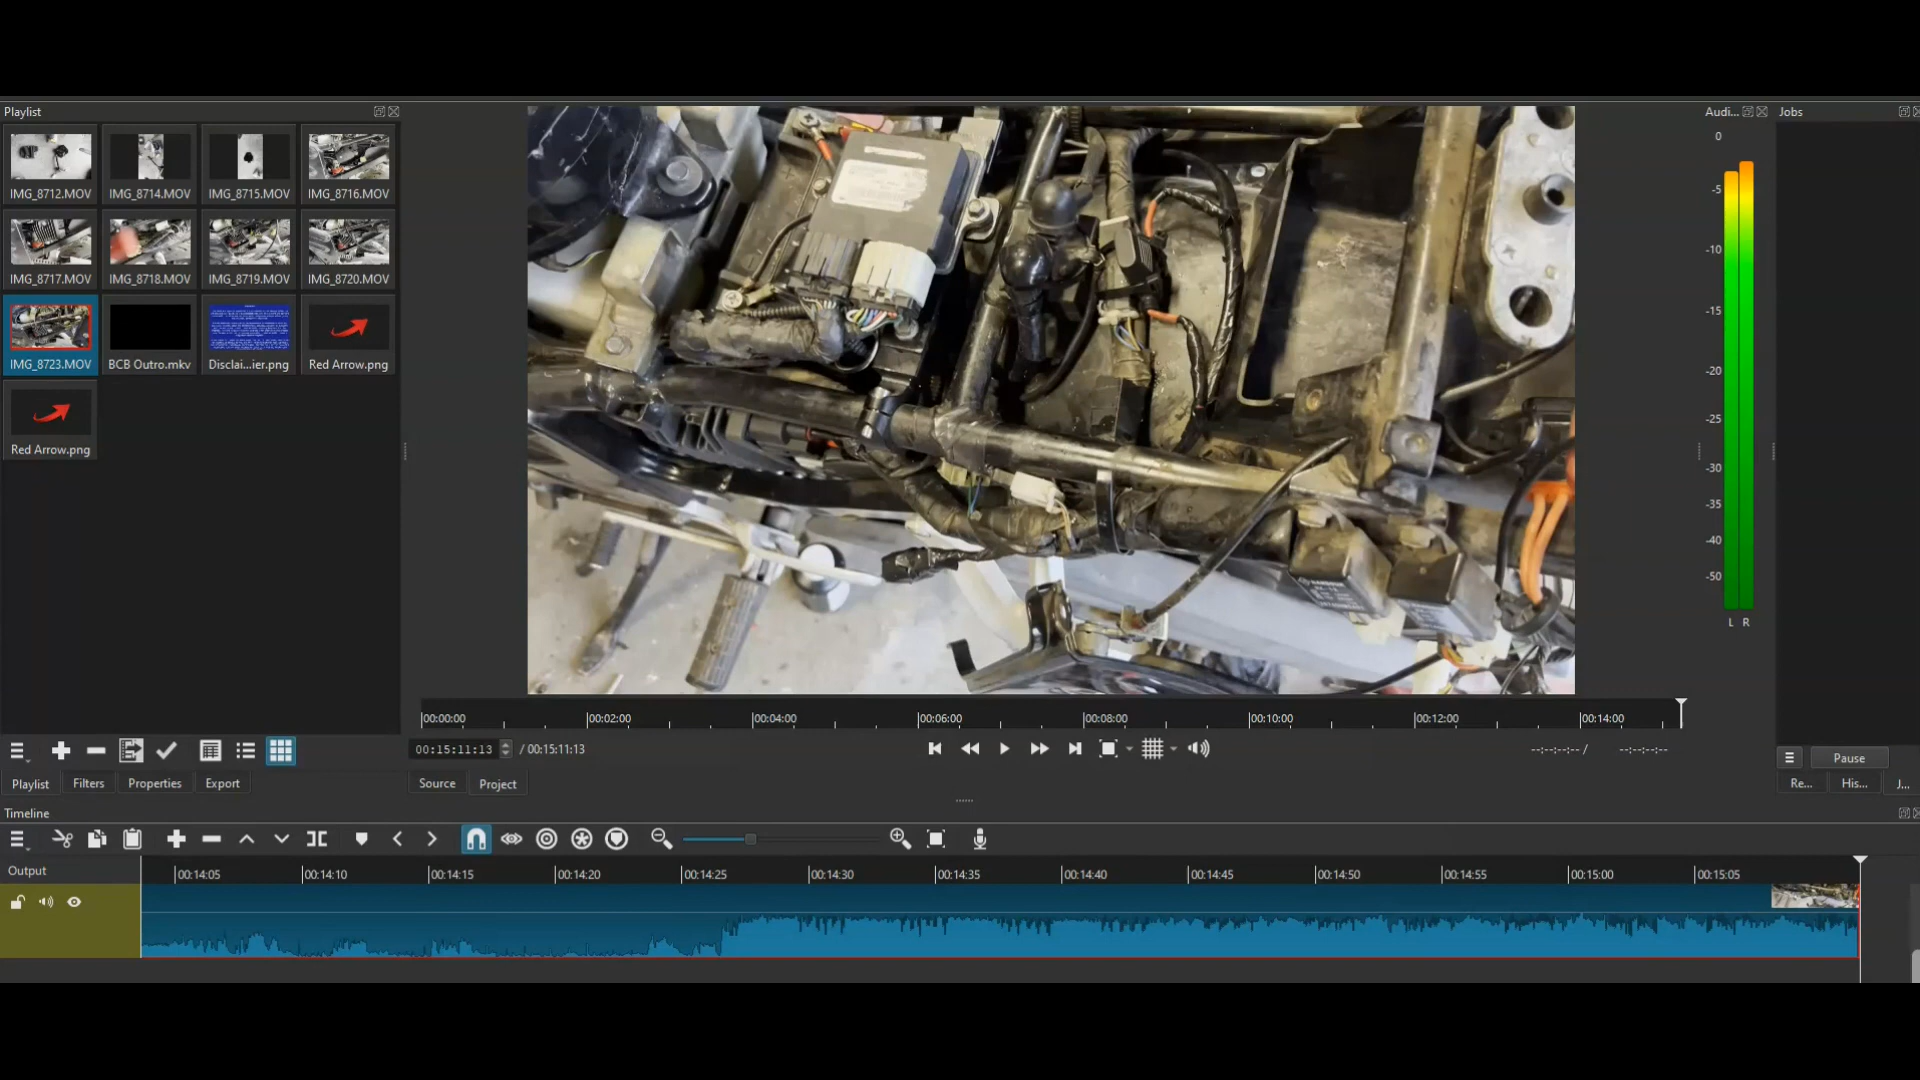 Playlist
Audi...
Jobs
IMG_8712.MOV
IMG_8714.MOV
IMG_8715.MOV
IMG_8716.MOV
IMG_8717.MOV
IMG_8718.MOV
IMG_8719.MOV
IMG_8720.MOV
IMG_8723.MOV
BCB Outro.mkv
Disclai...ier.png
Red Arrow.png
Red Arrow.png
0
-5
-10
-15
-20
-25
-30
-35
-40
-50
L R
00:00:00
00:02:00
00:04:00
00:06:00
00:08:00
00:10:00
00:12:00
00:14:00
00:15:11:13
/ 00:15:11:13
--:--:--:-- /
--:--:--:--
Pause
Playlist
Filters
Properties
Export
Source
Project
Re...
His...
J...
Timeline
Output
00:14:05
00:14:10
00:14:15
00:14:20
00:14:25
00:14:30
00:14:35
00:14:40
00:14:45
00:14:50
00:14:55
00:15:00
00:15:05